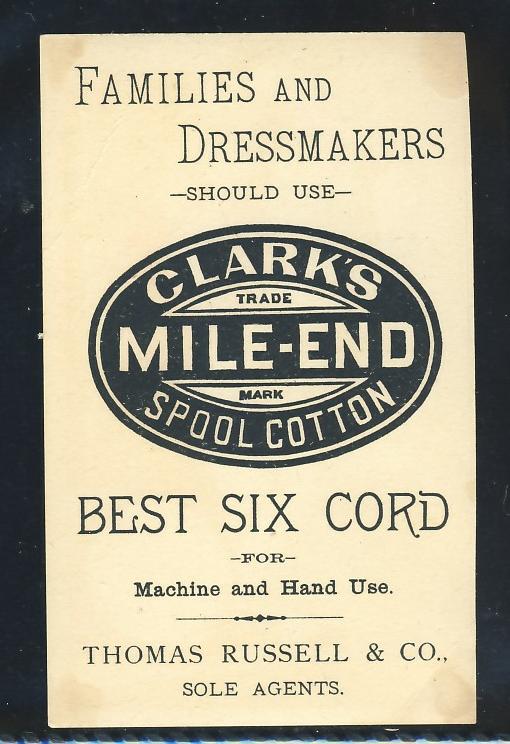 FAMILIES AND
DRESSMAKERS
—SHOULD USE—
CLARK'S
TRADE
MILE-END
MARK
SPOOL COTTON
BEST SIX CORD
–FOR–
Machine and Hand Use.
THOMAS RUSSELL & CO.,
SOLE AGENTS.